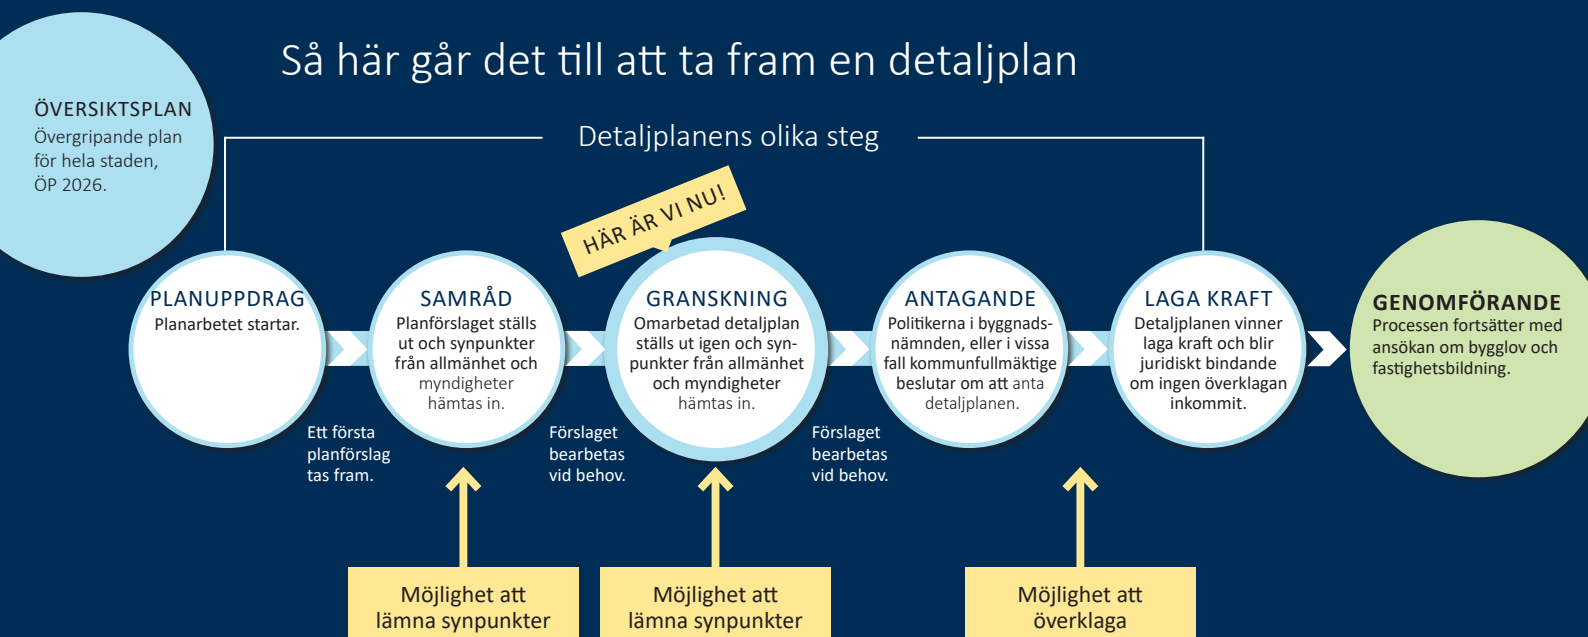 Så här går det till att ta fram en detaljplan
ÖVERSIKTSPLAN
Övergripande plan
för hela staden,
ÖP 2026.
Detaljplanens olika steg
HÄR ÄR VI NU!
PLANUPPDRAG
Planarbetet startar.
Ett första
planförslag
tas fram.
SAMRÅD
Planförslaget ställs
ut och synpunkter
från allmänhet och
myndigheter
hämtas in.
Förslaget
bearbetas
vid behov.
GRANSKNING
Omarbetad detaljplan
ställs ut igen och syn-
punkter från allmänhet
och myndigheter
hämtas in.
Förslaget
bearbetas
vid behov.
ANTAGANDE
Politikerna i byggnads-
nämnden, eller i vissa
fall kommunfullmäktige
beslutar om att anta
detaljplanen.
LAGA KRAFT
Detaljplanen vinner
laga kraft och blir
juridiskt bindande
om ingen överklagan
inkommit.
GENOMFÖRANDE
Processen fortsätter med
ansökan om bygglov och
fastighetsbildning.
Möjlighet att
lämna synpunkter
Möjlighet att
lämna synpunkter
Möjlighet att
överklaga